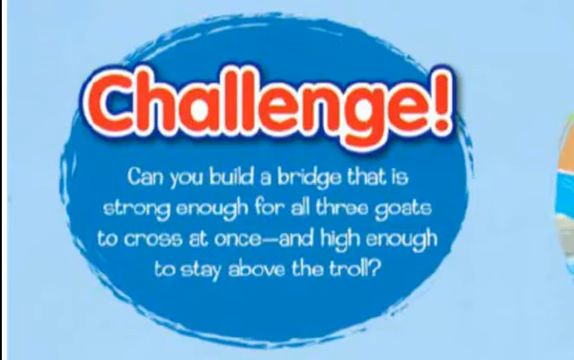 Challenge!
Can you build a bridge that is
strong enough for all three goats
to cross at once—and high enough
to stay above the troll?